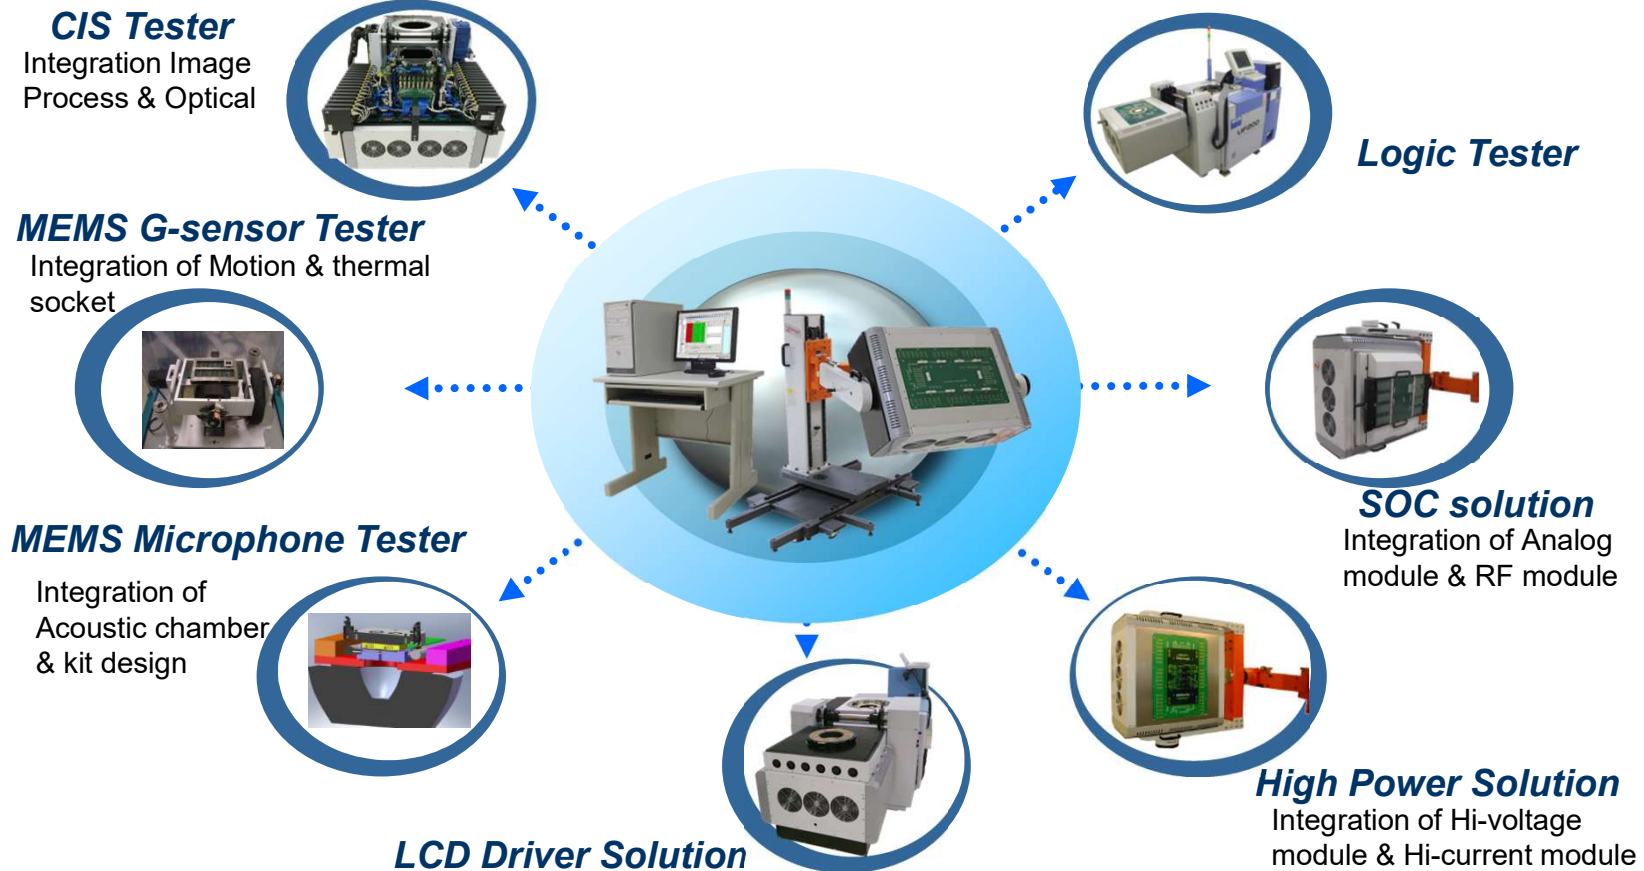 CIS Tester
Integration Image
Process & Optical
Logic Tester
MEMS G-sensor Tester
Integration of Motion & thermal
socket
SOC solution
Integration of Analog
module & RF module
MEMS Microphone Tester
Integration of
Acoustic chamber
& kit design
High Power Solution
Integration of Hi-voltage
module & Hi-current module
LCD Driver Solution